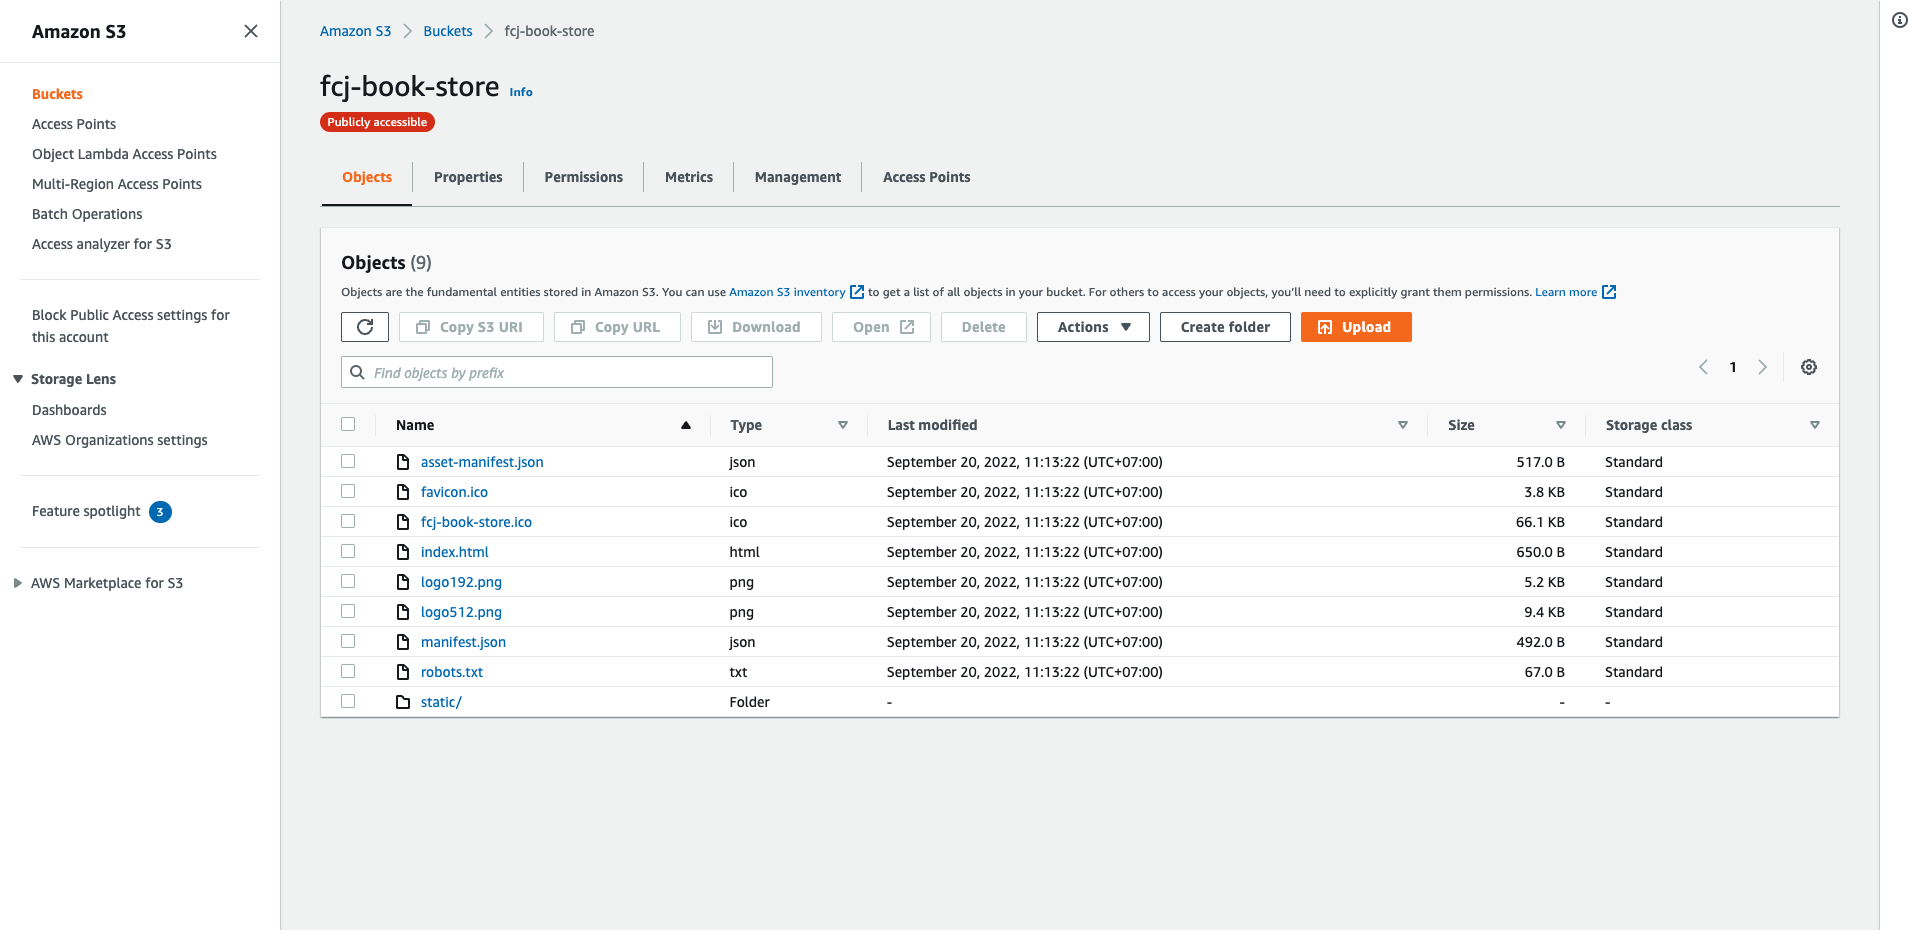 Amazon S3
Buckets
Access Points
Object Lambda Access Points
Multi-Region Access Points
Batch Operations
Access analyzer for S3
Block Public Access settings for
this account
Storage Lens
Dashboards
AWS Organizations settings
Feature spotlight 3
AWS Marketplace for S3
Amazon S3 Buckets fcj-book-store
fcj-book-store Info
Publicly accessible
Objects Properties Permissions Metrics Management Access Points
Objects (9)
Objects are the fundamental entities stored in Amazon S3. You can use Amazon S3 inventory to get a list of all objects in your bucket. For others to access your objects, you'll need to explicitly grant them permissions. Learn more
Copy S3 URI Copy URL Download Open Delete Actions Create folder Upload
Find objects by prefix 1
Name Type Last modified Size Storage class
asset-manifest.json json September 20, 2022, 11:13:22 (UTC+07:00) 517.0 B Standard
favicon.ico ico September 20, 2022, 11:13:22 (UTC+07:00) 3.8 KB Standard
fcj-book-store.ico ico September 20, 2022, 11:13:22 (UTC+07:00) 66.1 KB Standard
index.html html September 20, 2022, 11:13:22 (UTC+07:00) 650.0 B Standard
logo192.png png September 20, 2022, 11:13:22 (UTC+07:00) 5.2 KB Standard
logo512.png png September 20, 2022, 11:13:22 (UTC+07:00) 9.4 KB Standard
manifest.json json September 20, 2022, 11:13:22 (UTC+07:00) 492.0 B Standard
robots.txt txt September 20, 2022, 11:13:22 (UTC+07:00) 67.0 B Standard
static/ Folder - - -